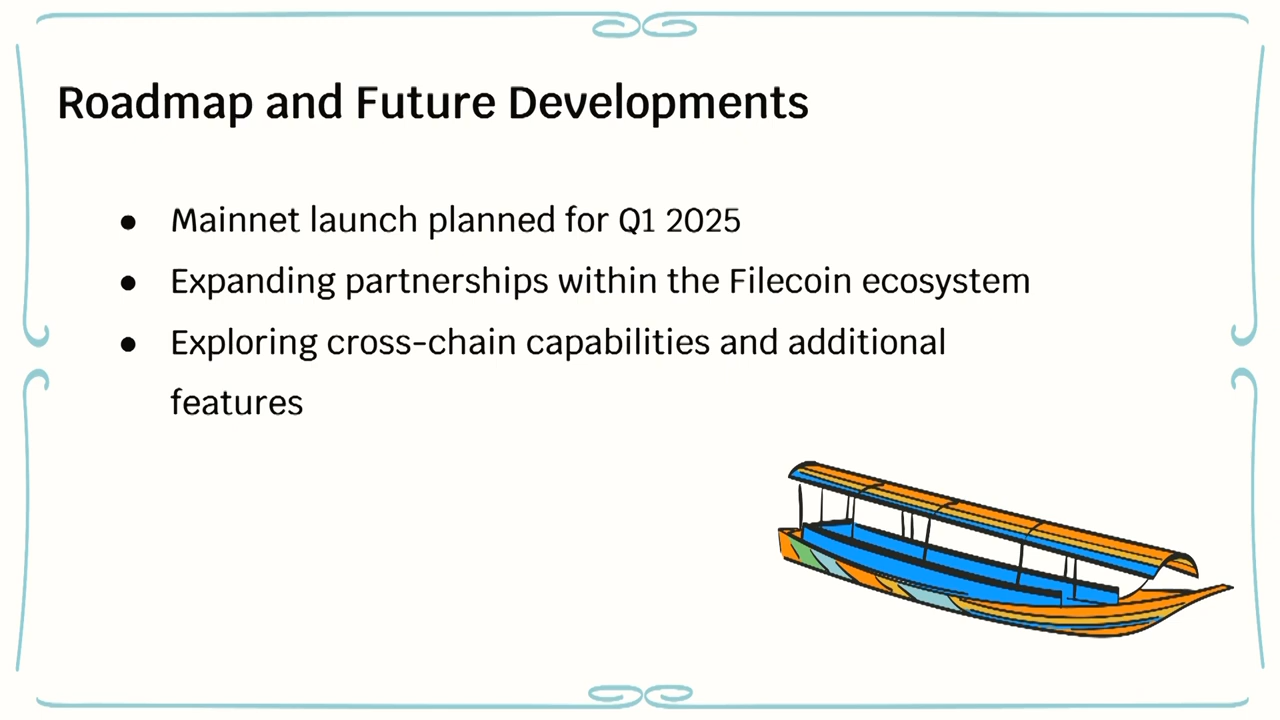 Roadmap and Future Developments
● Mainnet launch planned for Q1 2025
● Expanding partnerships within the Filecoin ecosystem
● Exploring cross-chain capabilities and additional
features